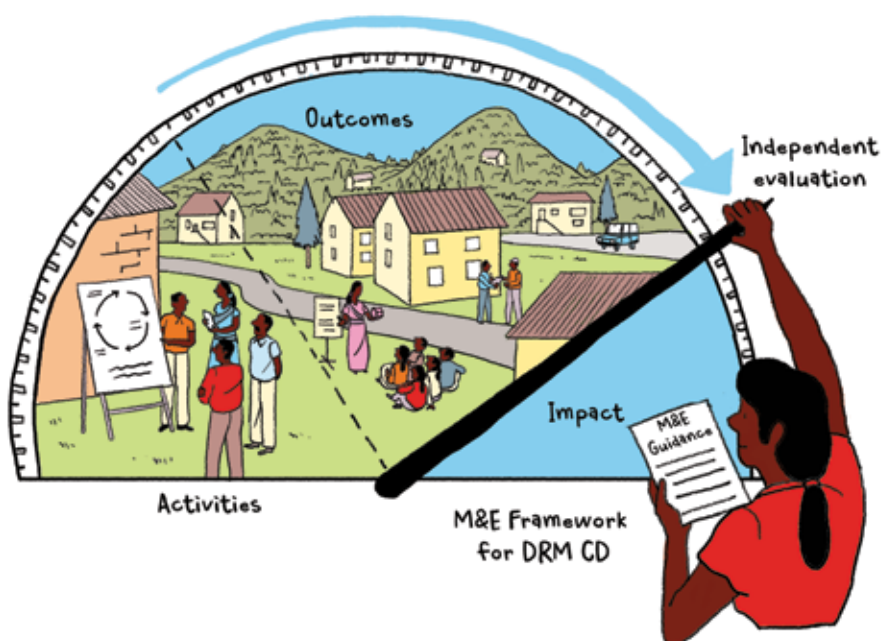 Outcomes
Independent
evaluation
Impact
M&E
Guidance
Activities
M&E Framework
for DRM CD